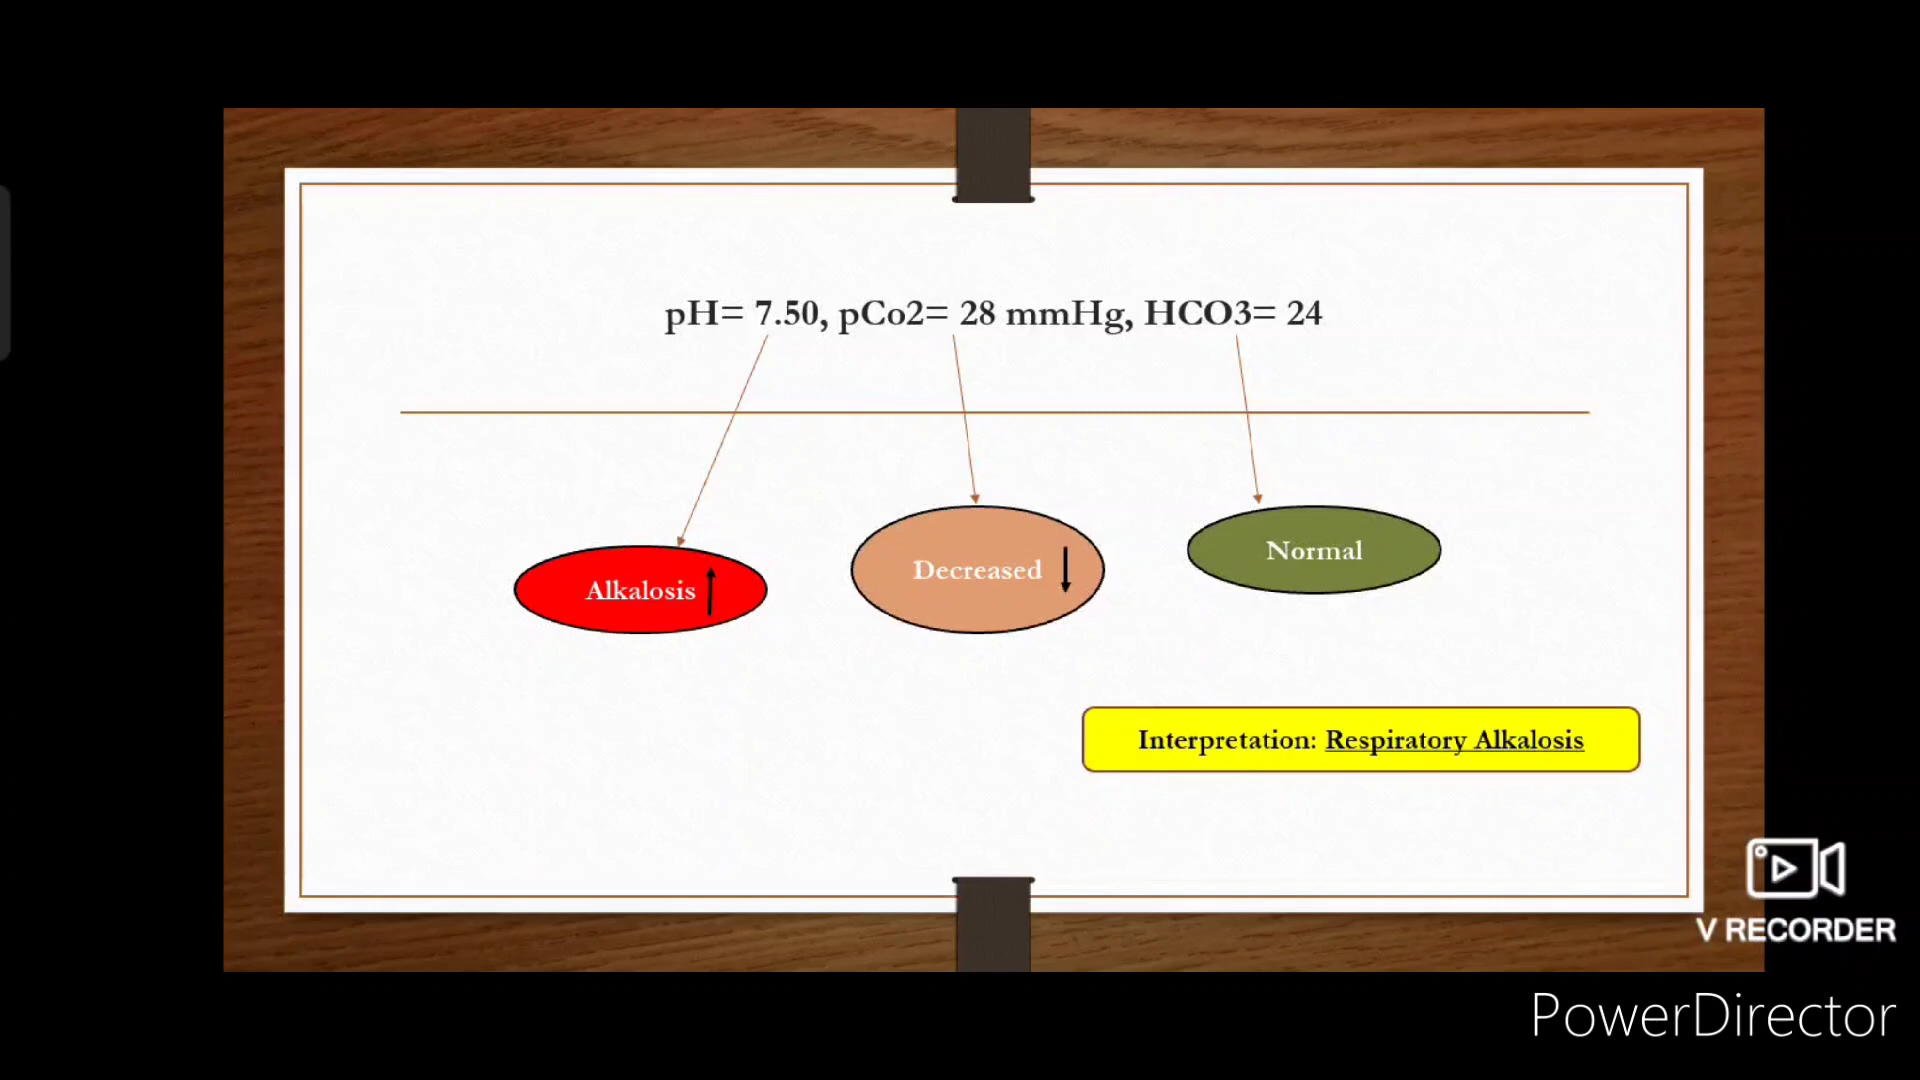 pH= 7.50, pCo2= 28 mmHg, HCO3= 24
Alkalosis
Decreased
Normal
Interpretation: Respiratory Alkalosis
V RECORDER
PowerDirector